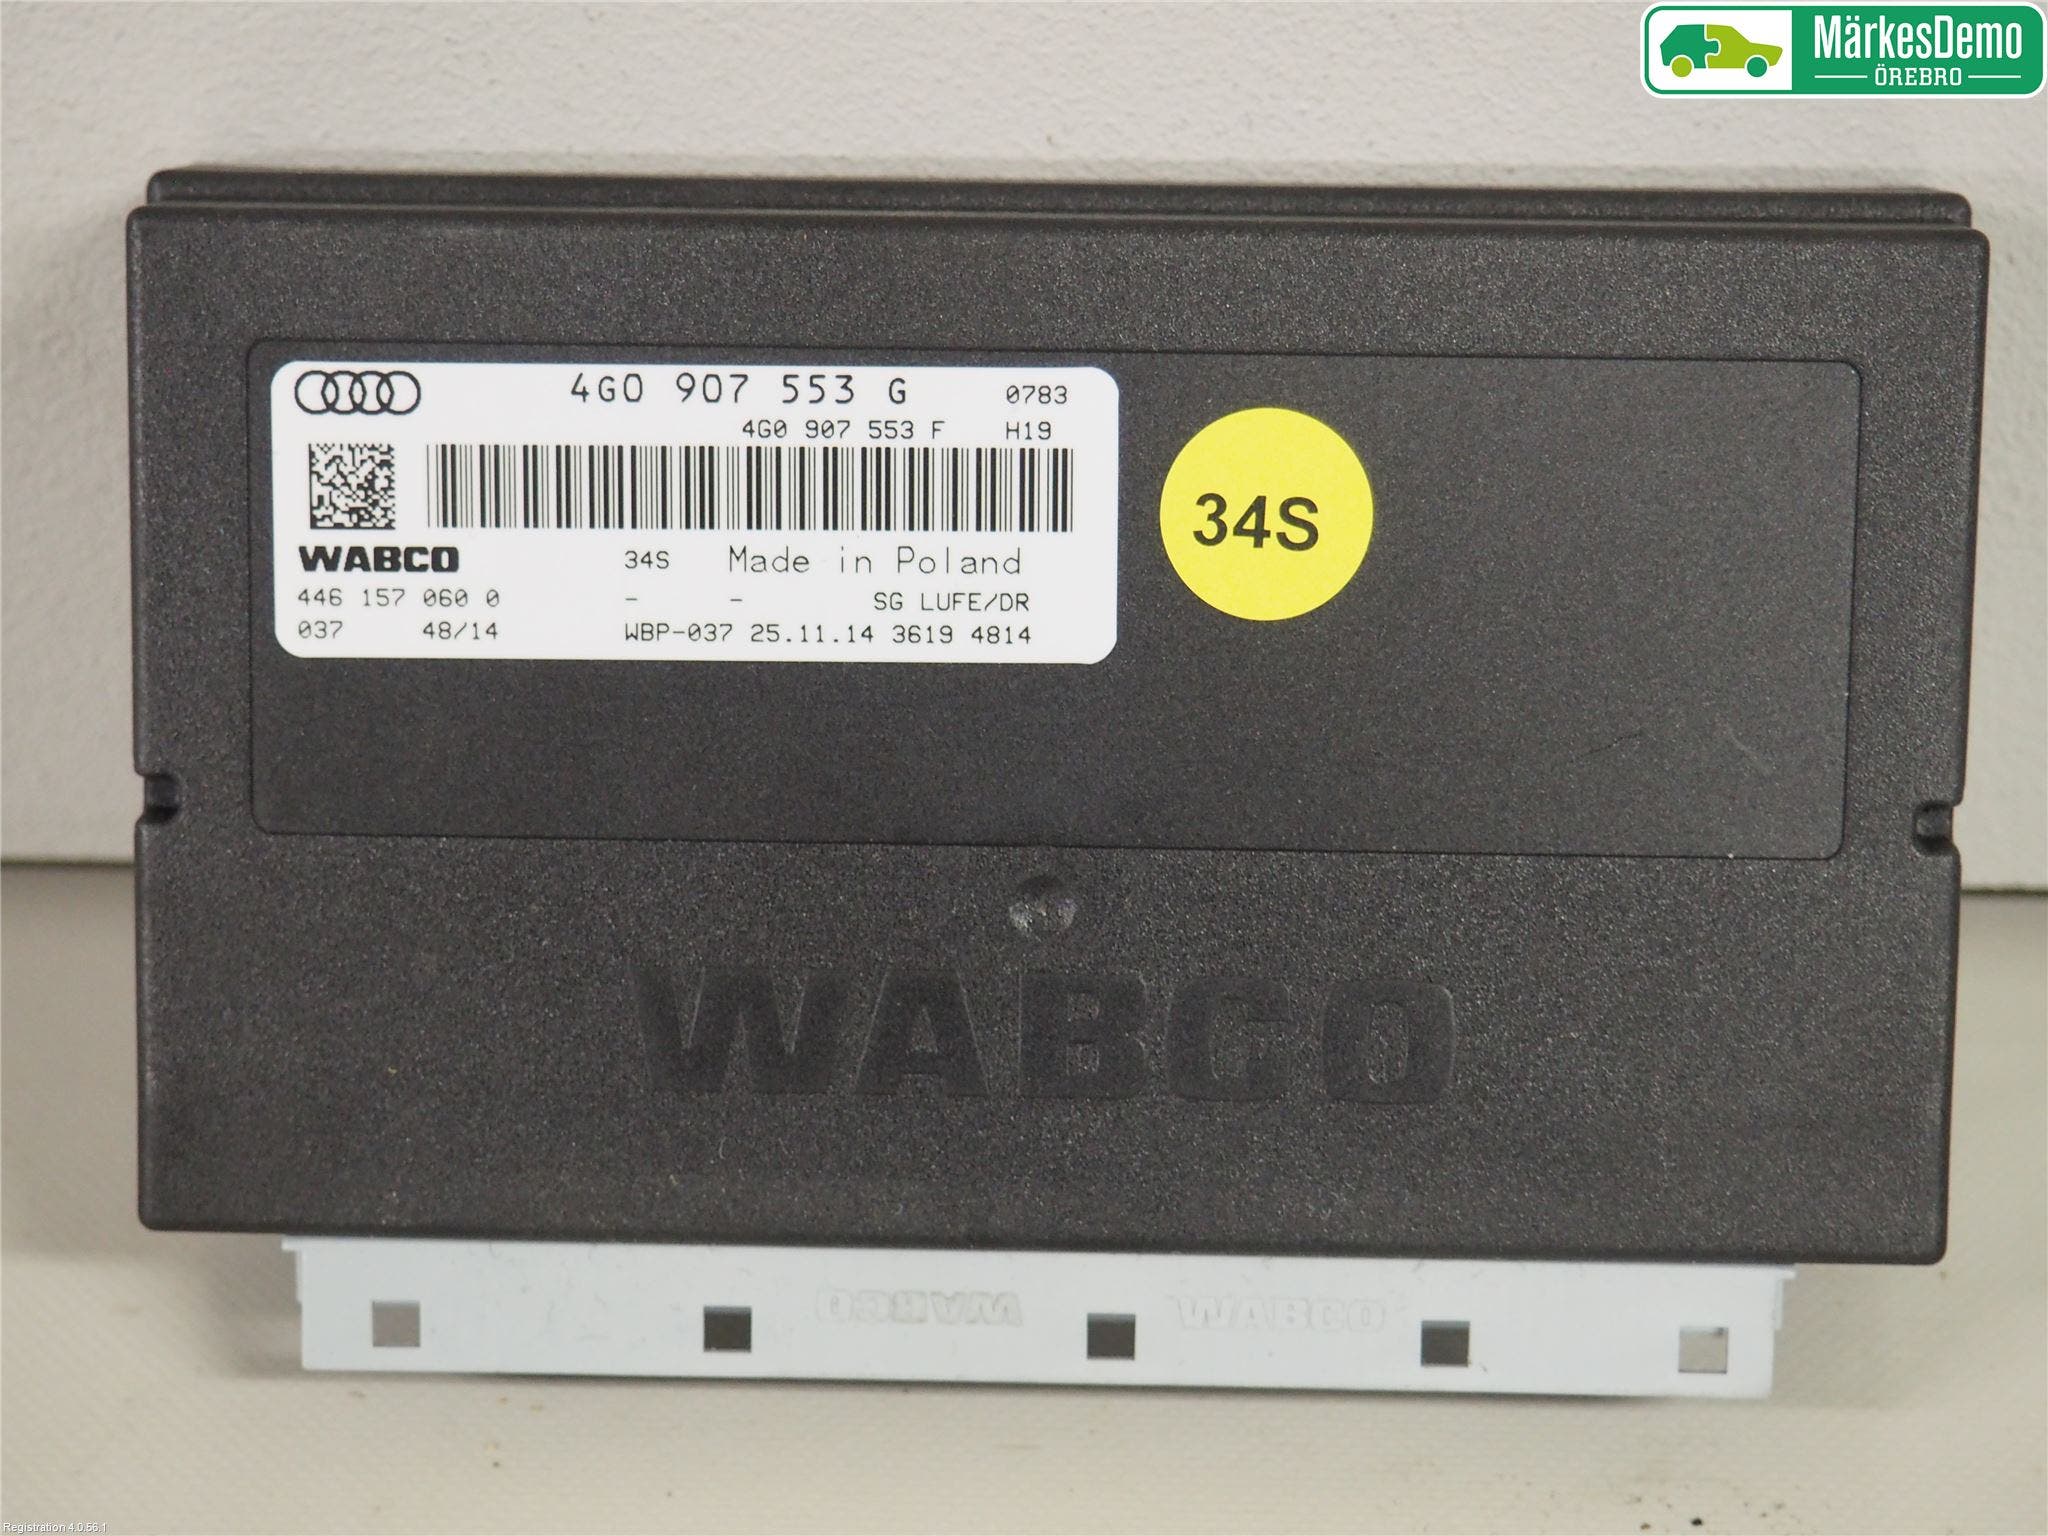 MärkesDemo
ÖREBRO
4G0 907 553 G 0783
4G0 907 553 F H19
WABCO 34S Made in Poland
446 157 060 0 - - SG LUFE/DR
037 48/14 WBP-037 25.11.14 3619 4814
34S
WABCO
WABCO WABCO
Registration 4.0.56.1